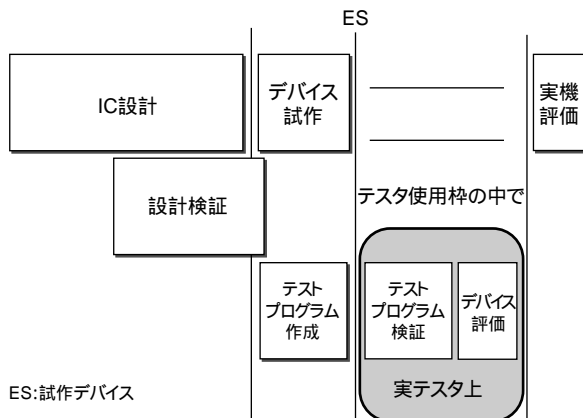 ES
IC設計
デバイス
試作
実機
評価
設計検証
テスタ使用枠の中で
テスト
プログラム
作成
テスト
プログラム
検証
デバイス
評価
実テスタ上
ES:試作デバイス